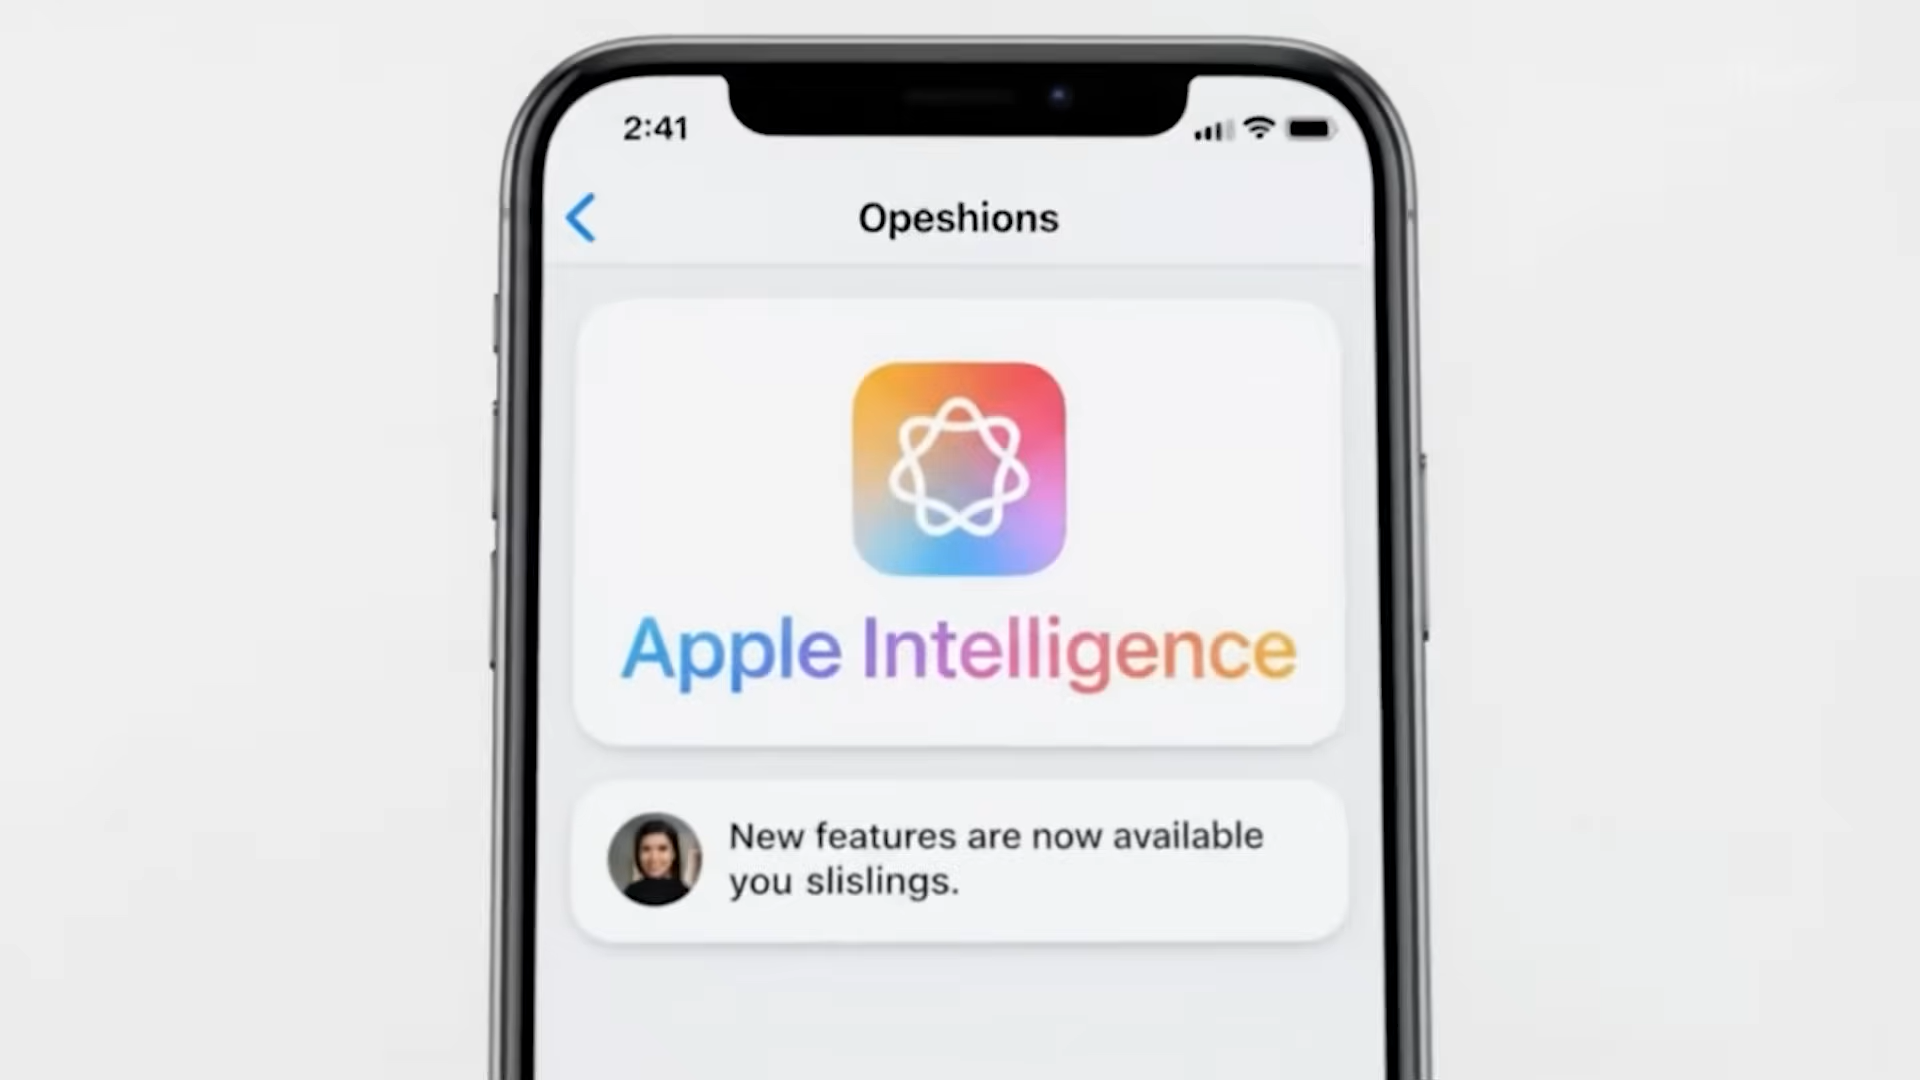 2:41
Opeshions
Apple Intelligence
New features are now available
you slislings.